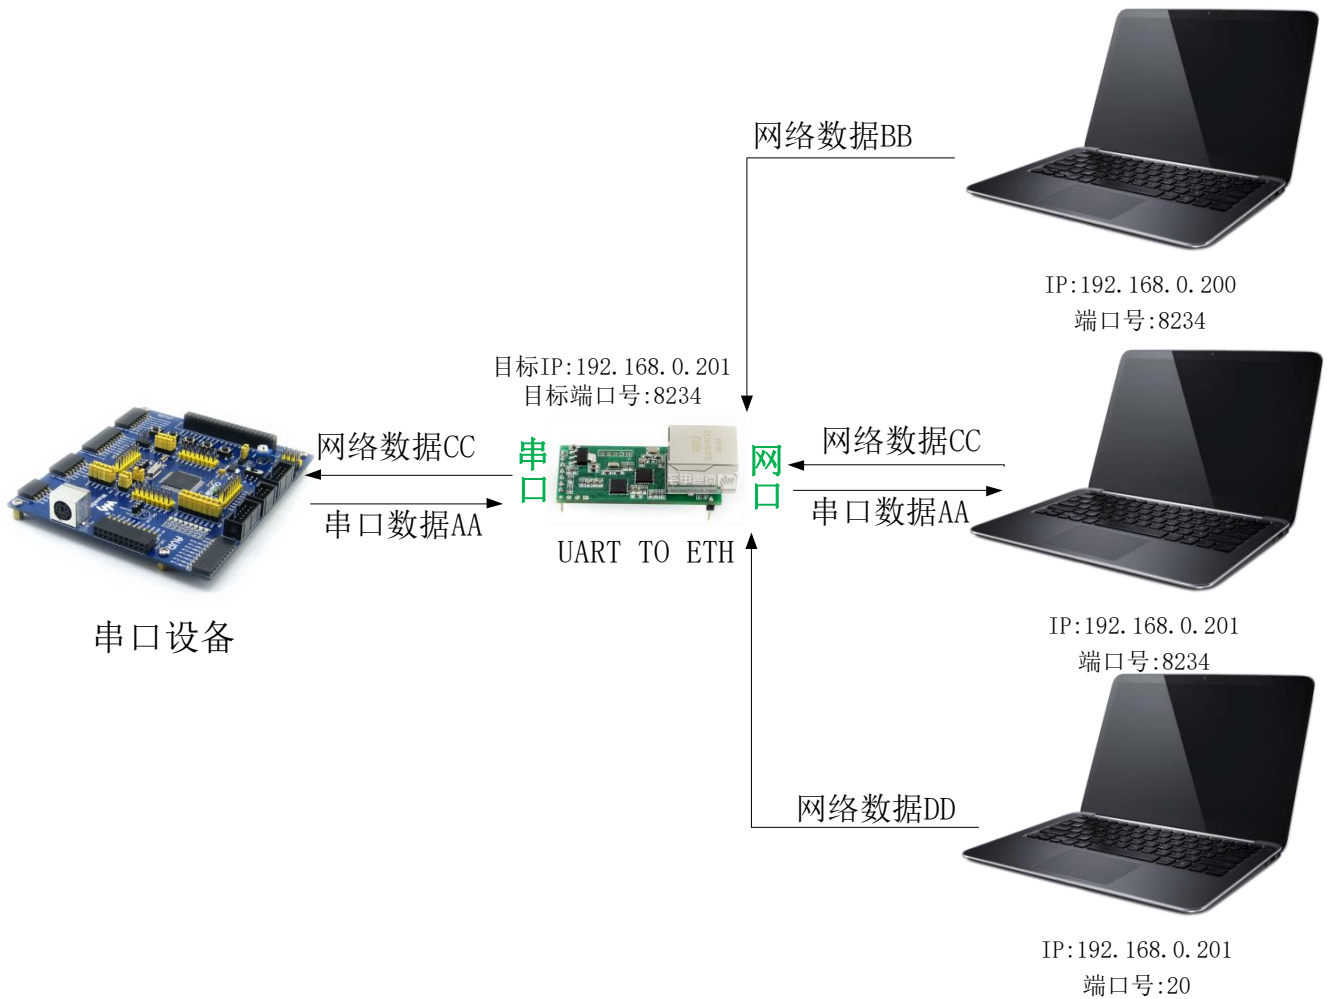 网络数据BB
IP:192.168.0.200
端口号:8234
目标IP:192.168.0.201
目标端口号:8234
网络数据CC
串口数据AA
串口
网口
网络数据CC
串口数据AA
UART TO ETH
串口设备
IP:192.168.0.201
端口号:8234
网络数据DD
IP:192.168.0.201
端口号:20